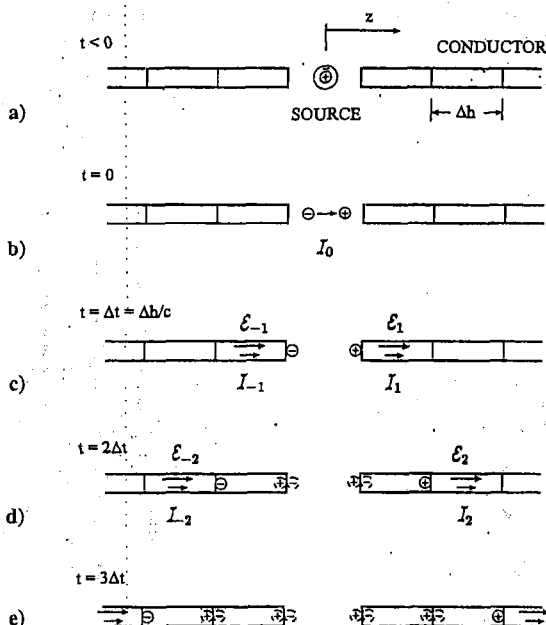 z
t < 0
CONDUCTOR
a)
SOURCE
Δh
t = 0
b)
I₀
t = Δt = Δh/c
ℰ₋₁ ℰ₁
c)
I₋₁ I₁
t = 2Δt
ℰ₋₂ ℰ₂
d)
I₋₂ I₂
t = 3Δt
e)